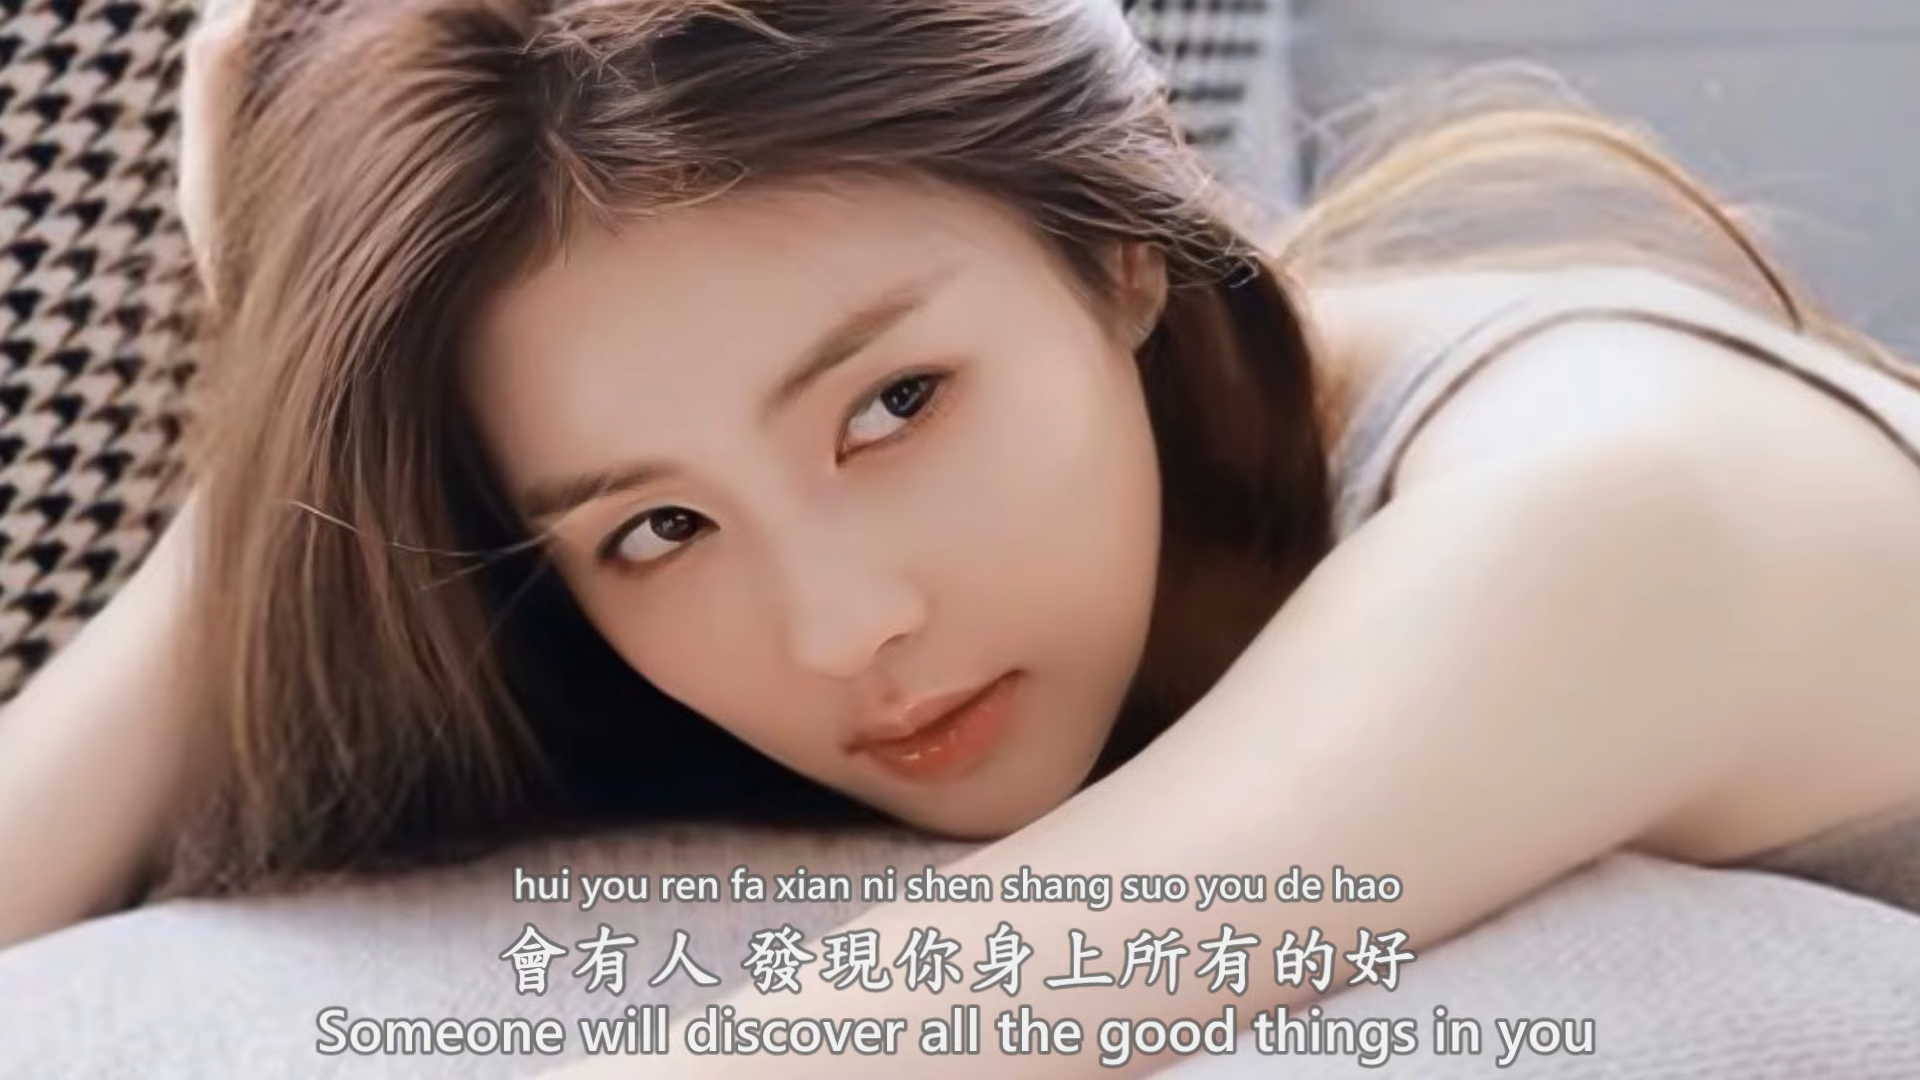 hui you ren fa xian ni shen shang suo you de hao
會有人 發現你身上所有的好
Someone will discover all the good things in you